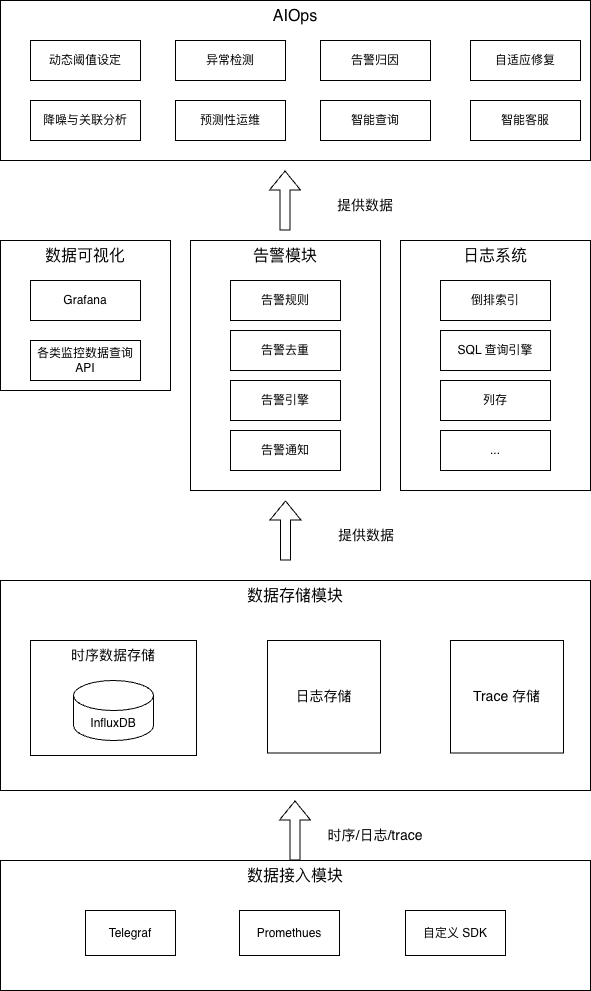 AIOps
动态阈值设定
异常检测
告警归因
自适应修复
降噪与关联分析
预测性运维
智能查询
智能客服
提供数据
数据可视化
Grafana
各类监控数据查询
API
告警模块
告警规则
告警去重
告警引擎
告警通知
日志系统
倒排索引
SQL 查询引擎
列存
...
提供数据
数据存储模块
时序数据存储
InfluxDB
日志存储
Trace 存储
时序/日志/trace
数据接入模块
Telegraf
Promethues
自定义 SDK